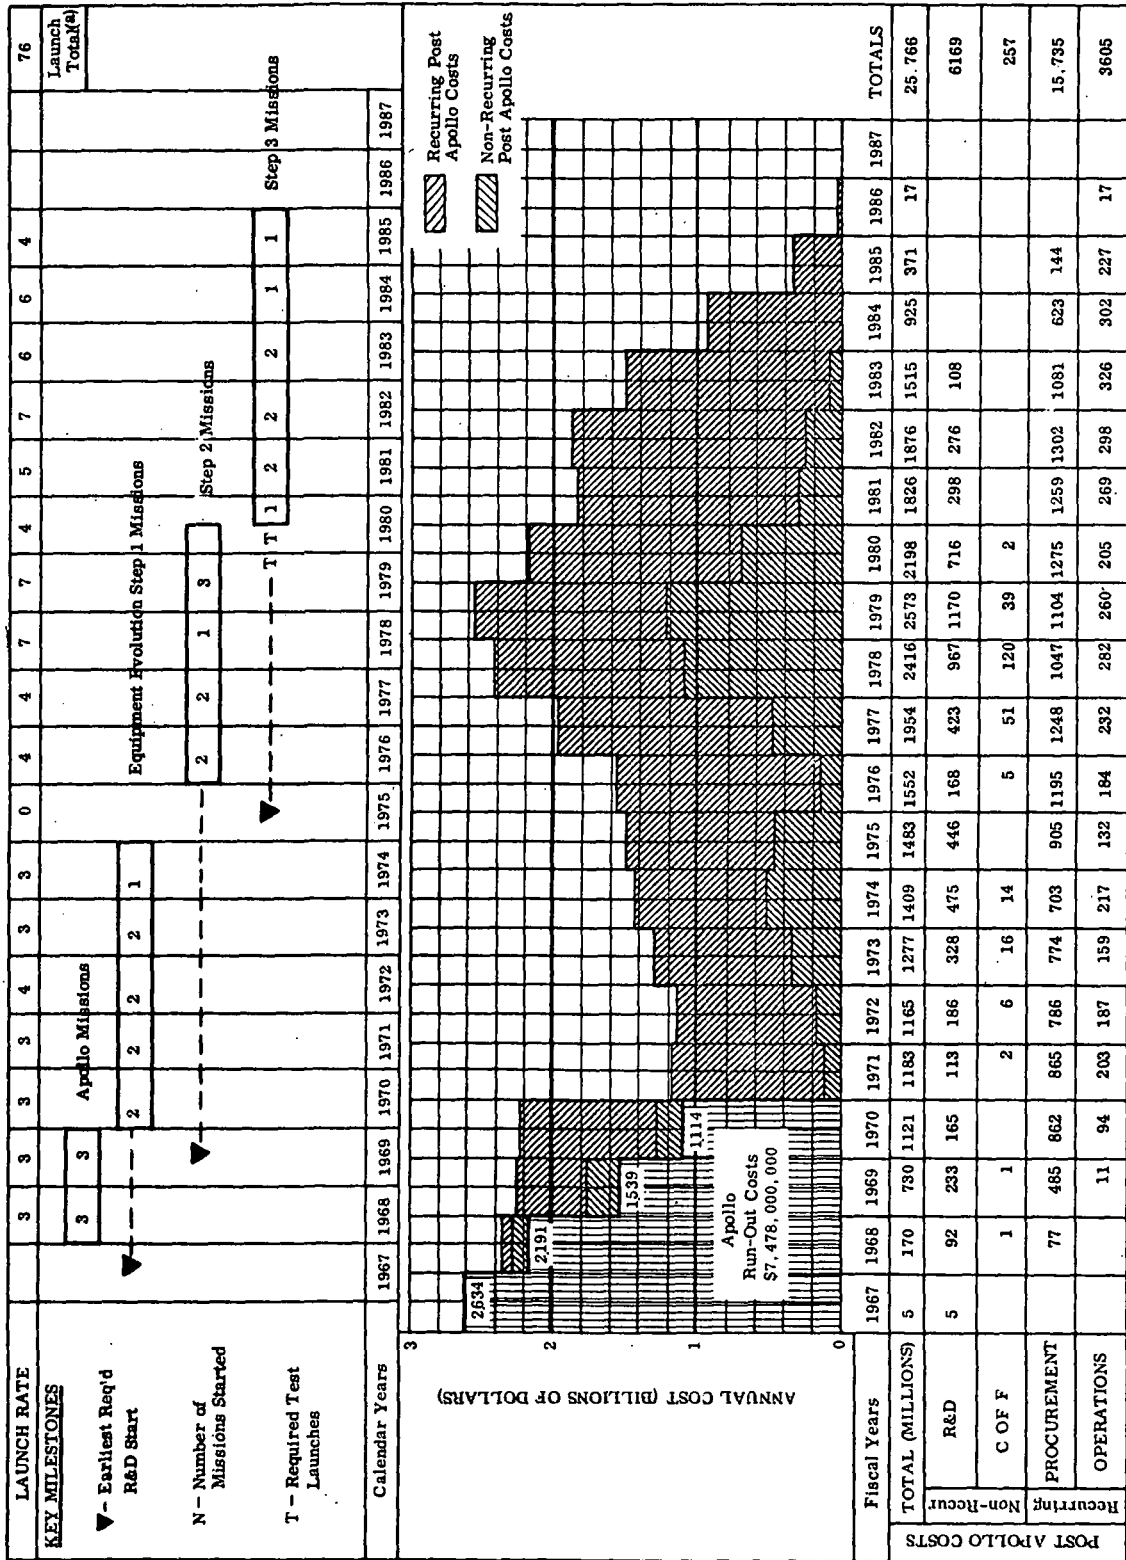 LAUNCH RATE 3 3 3 3 4 3 3 0 4 4 7 7 4 5 7 6 6 4 76
KEY MILESTONES
Launch
Total(a)
▼ - Earliest Req'd
R&D Start
N - Number of
Missions Started
T - Required Test
Launches
3 3
Apollo Missions
2 2 2 2 1
Equipment Evolution Step 1 Missions
2 2 1 3
Step 2 Missions
T T 1 2 2 2 1 1
Step 3 Missions
Calendar Years 1967 1968 1969 1970 1971 1972 1973 1974 1975 1976 1977 1978 1979 1980 1981 1982 1983 1984 1985 1986 1987
ANNUAL COST (BILLIONS OF DOLLARS)
3
2
1
0
2634
2191
1539
1114
Apollo
Run-Out Costs
$7,478,000,000
Recurring Post
Apollo Costs
Non-Recurring
Post Apollo Costs
Fiscal Years 1967 1968 1969 1970 1971 1972 1973 1974 1975 1976 1977 1978 1979 1980 1981 1982 1983 1984 1985 1986 1987 TOTALS
POST APOLLO COSTS
TOTAL (MILLIONS) 5 170 730 1121 1183 1165 1277 1409 1483 1552 1954 2416 2573 2198 1826 1876 1515 925 371 17 25.766
Non-Recur
R&D 5 92 233 165 113 186 328 475 446 168 423 967 1170 716 298 276 108 6169
C OF F 1 1 2 6 16 14 5 51 120 39 2 257
Recurring
PROCUREMENT 77 485 862 865 786 774 703 905 1195 1248 1047 1104 1275 1259 1302 1081 623 144 15.735
OPERATIONS 11 94 203 187 159 217 132 184 232 282 260 205 269 298 326 302 227 17 3605